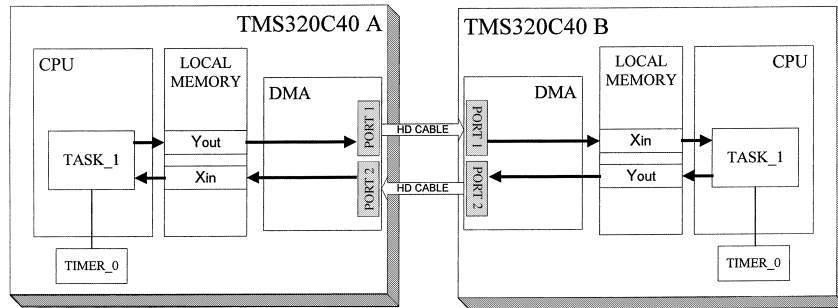 TMS320C40 A
CPU
LOCAL
MEMORY
DMA
PORT 1
Yout
TASK_1
Xin
PORT 2
TIMER_0
HD CABLE
HD CABLE
TMS320C40 B
DMA
LOCAL
MEMORY
CPU
PORT 1
Xin
TASK_1
Yout
PORT 2
TIMER_0